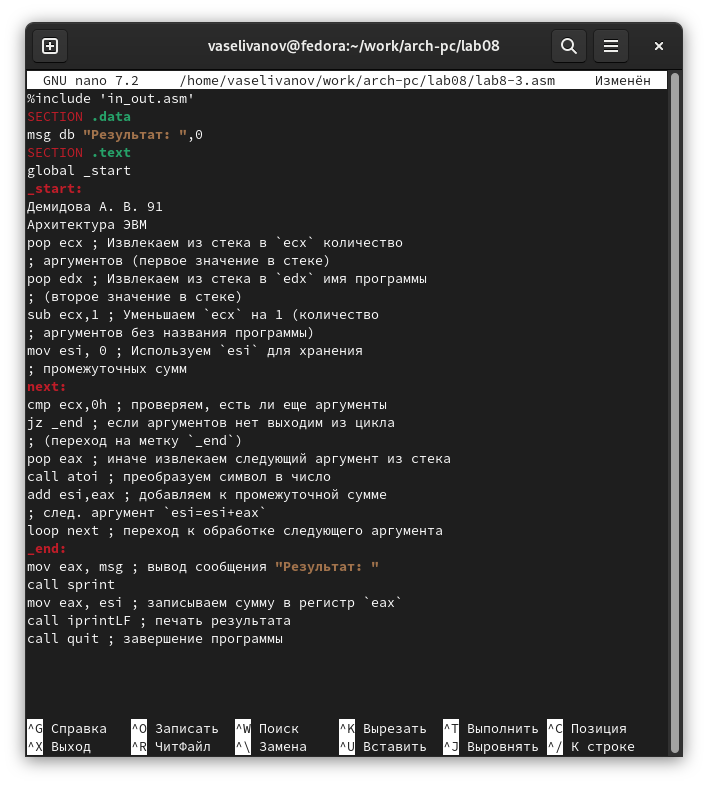 vaselivanov@fedora:~/work/arch-pc/lab08
GNU nano 7.2 /home/vaselivanov/work/arch-pc/lab08/lab8-3.asm Изменён
%include 'in_out.asm'
SECTION .data
msg db "Результат: ",0
SECTION .text
global _start
_start:
Демидова А. В. 91
Архитектура ЭВМ
pop ecx ; Извлекаем из стека в `ecx` количество
; аргументов (первое значение в стеке)
pop edx ; Извлекаем из стека в `edx` имя программы
; (второе значение в стеке)
sub ecx,1 ; Уменьшаем `ecx` на 1 (количество
; аргументов без названия программы)
mov esi, 0 ; Используем `esi` для хранения
; промежуточных сумм
next:
cmp ecx,0h ; проверяем, есть ли еще аргументы
jz _end ; если аргументов нет выходим из цикла
; (переход на метку `_end`)
pop eax ; иначе извлекаем следующий аргумент из стека
call atoi ; преобразуем символ в число
add esi,eax ; добавляем к промежуточной сумме
; след. аргумент `esi=esi+eax`
loop next ; переход к обработке следующего аргумента
_end:
mov eax, msg ; вывод сообщения "Результат: "
call sprint
mov eax, esi ; записываем сумму в регистр `eax`
call iprintLF ; печать результата
call quit ; завершение программы
^G Справка ^O Записать ^W Поиск ^K Вырезать ^T Выполнить ^C Позиция
^X Выход ^R ЧитФайл ^\ Замена ^U Вставить ^J Выровнять ^/ К строке